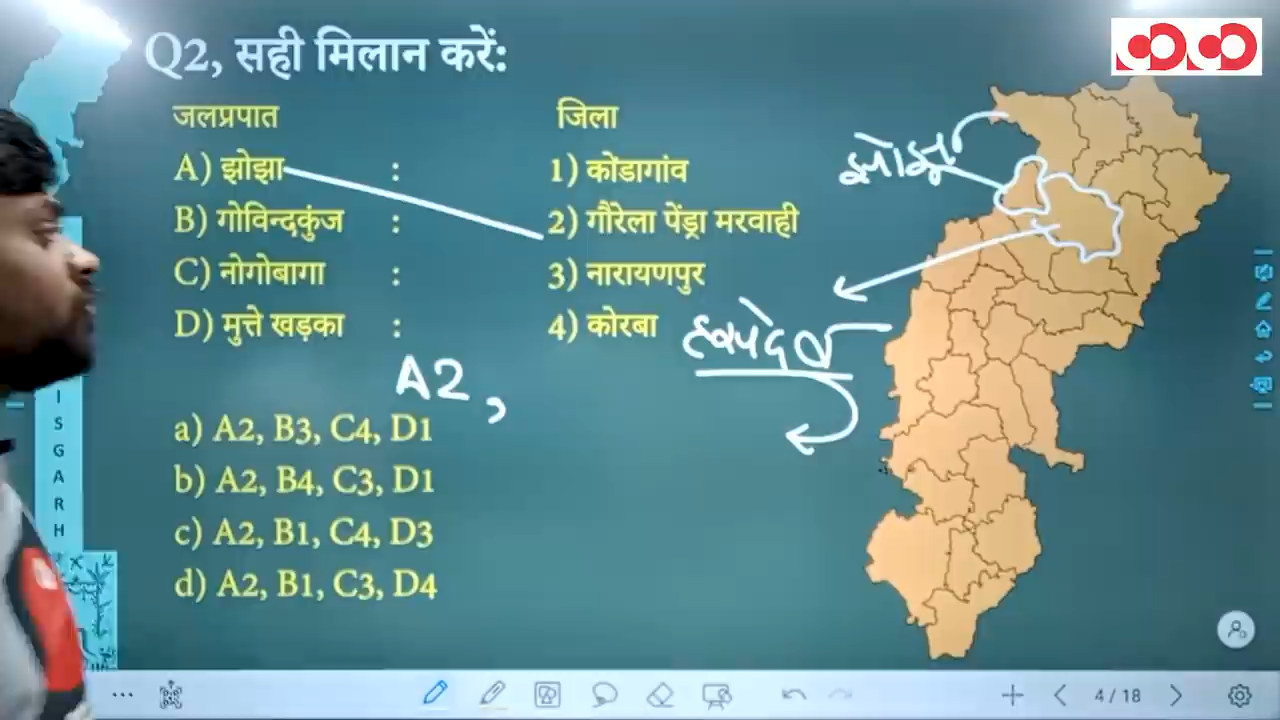 Q2, सही मिलान करें:
जलप्रपात जिला
A) झोझा : 1) कोडागांव
B) गोविन्दकुंज : 2) गौरेला पेंड्रा मरवाही
C) नोगोबागा : 3) नारायणपुर
D) मुत्ते खड़का : 4) कोरबा
A2,
a) A2, B3, C4, D1
b) A2, B4, C3, D1
c) A2, B1, C4, D3
d) A2, B1, C3, D4
झोझा
I
S
G
A
R
H
4 / 18